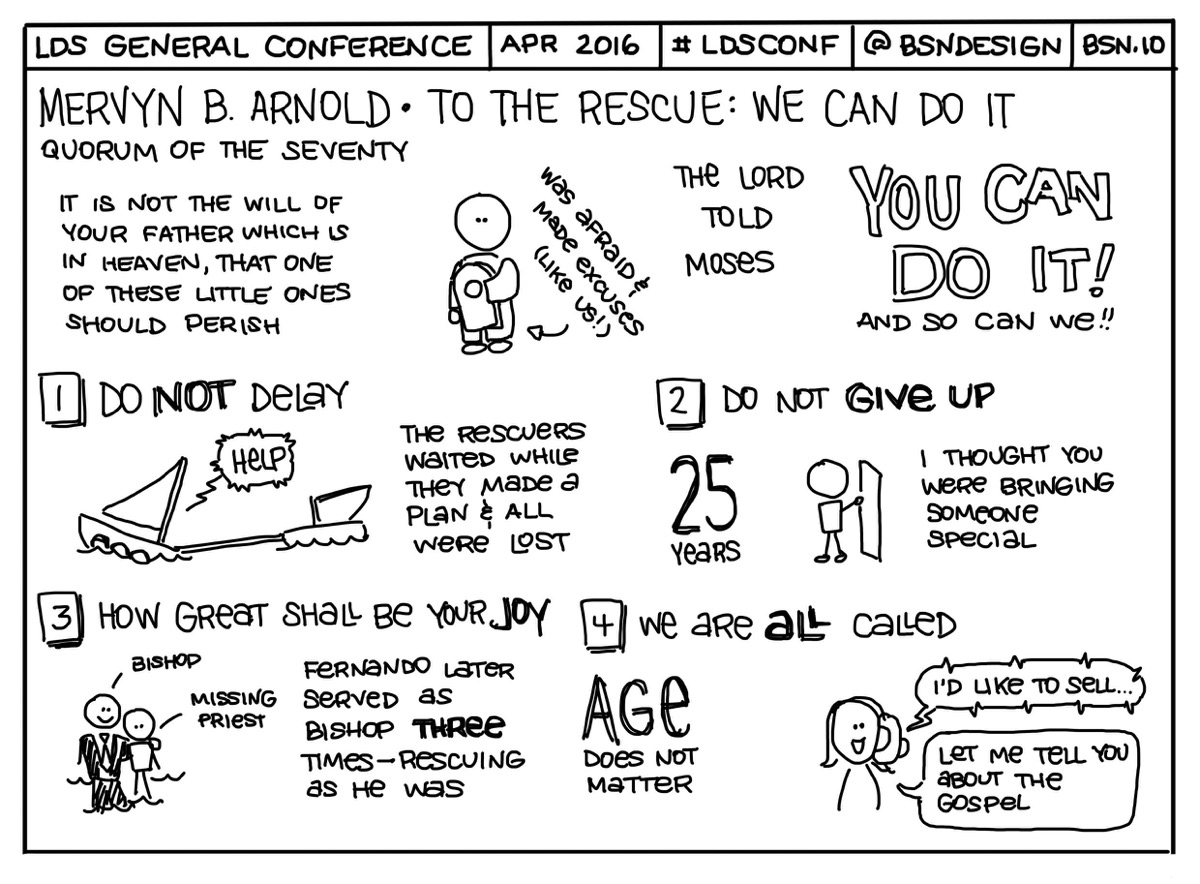 LDS GENERAL CONFERENCE
APR 2016
#LDSCONF
@BSNDESIGN
BSN.IO
MERVYN B. ARNOLD • TO THE RESCUE: WE CAN DO IT
QUORUM OF THE SEVENTY
IT IS NOT THE WILL OF
YOUR FATHER WHICH IS
IN HEAVEN, THAT ONE
OF THESE LITTLE ONES
SHOULD PERISH
WAS AFRAID &
MADE EXCUSES
(LIKE US!)
THE LORD
TOLD
MOSES
YOU CAN
DO IT!
AND SO CAN WE!!
1 DO NOT DELAY
HELP
THE RESCUERS
WAITED WHILE
THEY MADE A
PLAN & ALL
WERE LOST
2 DO NOT GIVE UP
25
YEARS
I THOUGHT YOU
WERE BRINGING
SOMEONE
SPECIAL
3 HOW GREAT SHALL BE YOUR JOY
BISHOP
MISSING
PRIEST
FERNANDO LATER
SERVED AS
BISHOP THREE
TIMES—RESCUING
AS HE WAS
4 WE ARE ALL CALLED
AGE
DOES NOT
MATTER
I'D LIKE TO SELL...
LET ME TELL YOU
ABOUT THE
GOSPEL